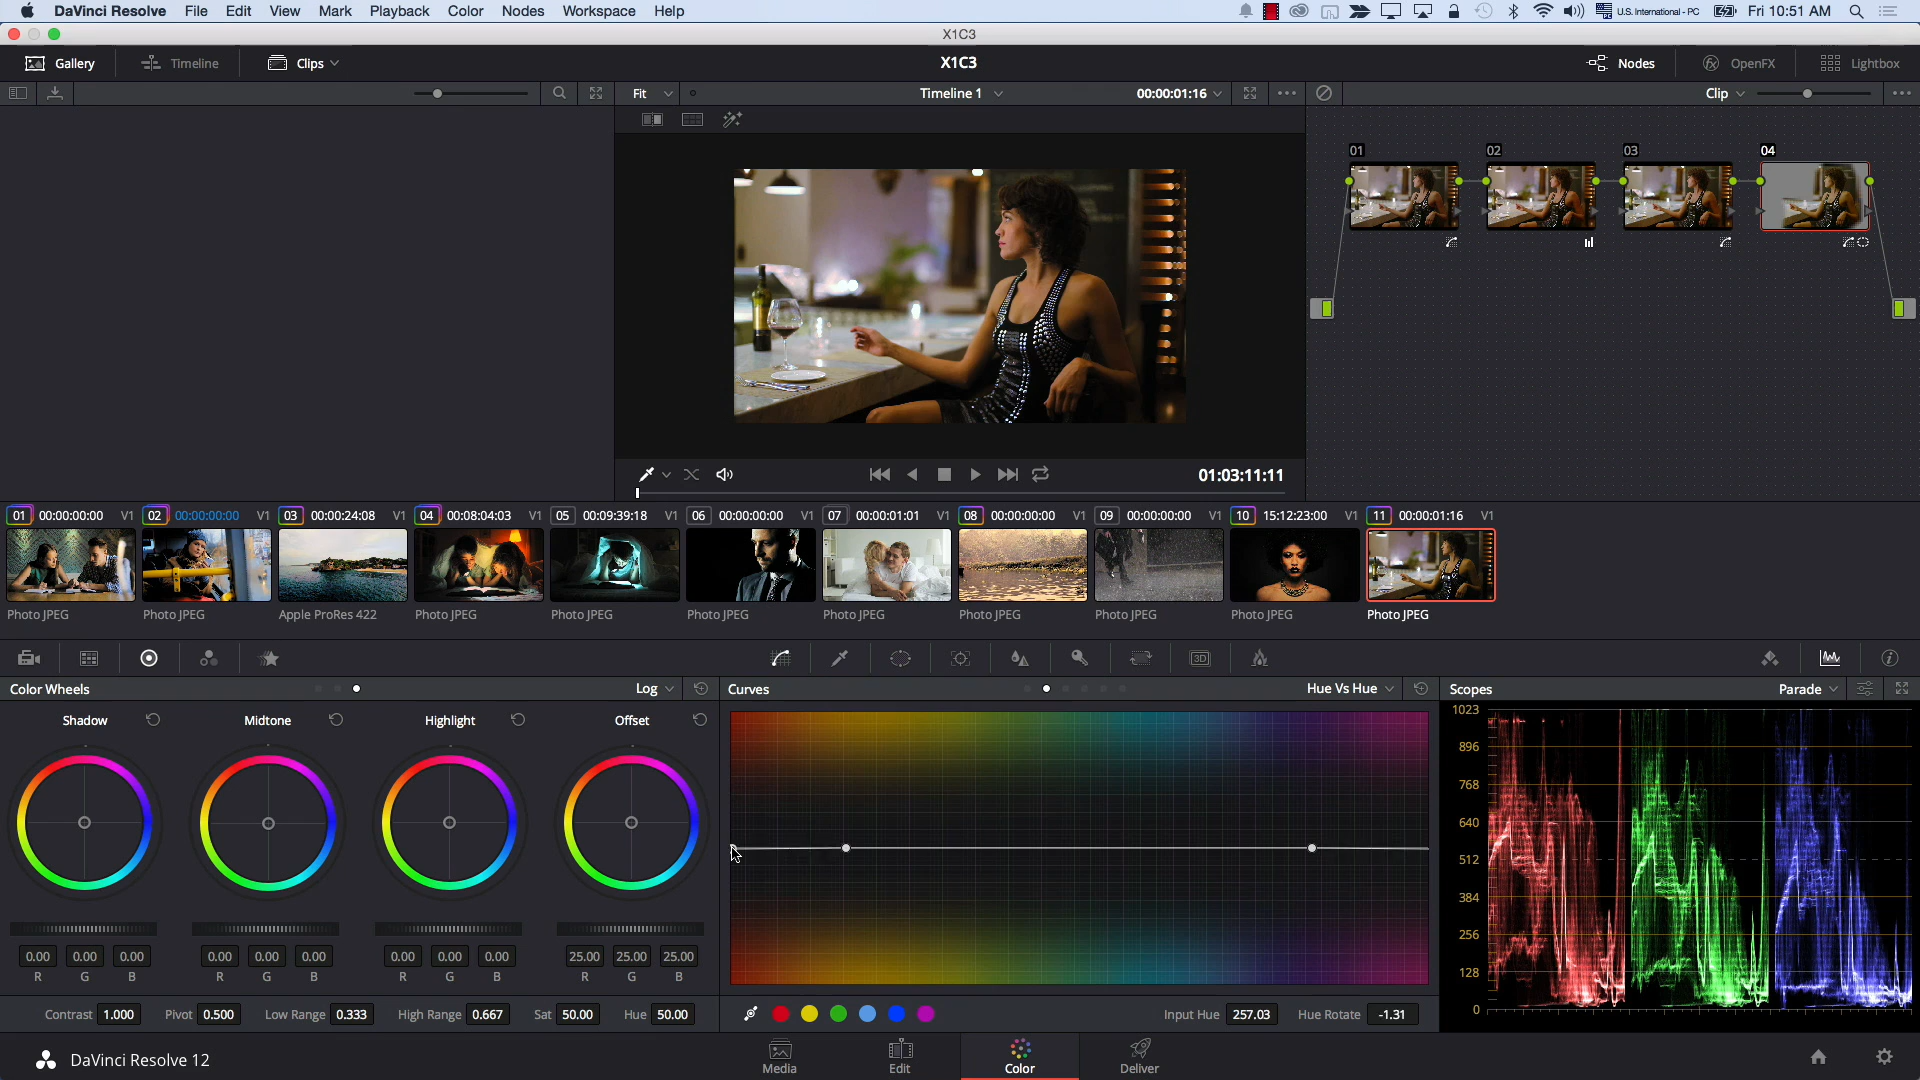 DaVinci Resolve File Edit View Mark Playback Color Nodes Workspace Help U.S. International - PC Fri 10:51 AM
X1C3
Gallery Timeline Clips X1C3 Nodes OpenFX Lightbox
Fit Timeline 1 00:00:01:16 Clip
01 02 03 04
01:03:11:11
01 00:00:00:00 V1 02 00:00:00:00 V1 03 00:00:24:08 V1 04 00:08:04:03 V1 05 00:09:39:18 V1 06 00:00:00:00 V1 07 00:00:01:01 V1 08 00:00:00:00 V1 09 00:00:00:00 V1 10 15:12:23:00 V1 11 00:00:01:16 V1
Photo JPEG Photo JPEG Apple ProRes 422 Photo JPEG Photo JPEG Photo JPEG Photo JPEG Photo JPEG Photo JPEG Photo JPEG Photo JPEG
3D
Color Wheels Log Curves Hue Vs Hue Scopes Parade
Shadow Midtone Highlight Offset
1023
896
768
640
512
384
256
128
0
0.00 0.00 0.00 0.00 0.00 0.00 0.00 0.00 0.00 25.00 25.00 25.00
R G B R G B R G B R G B
Contrast 1.000 Pivot 0.500 Low Range 0.333 High Range 0.667 Sat 50.00 Hue 50.00 Input Hue 257.03 Hue Rotate -1.31
DaVinci Resolve 12 Media Edit Color Deliver